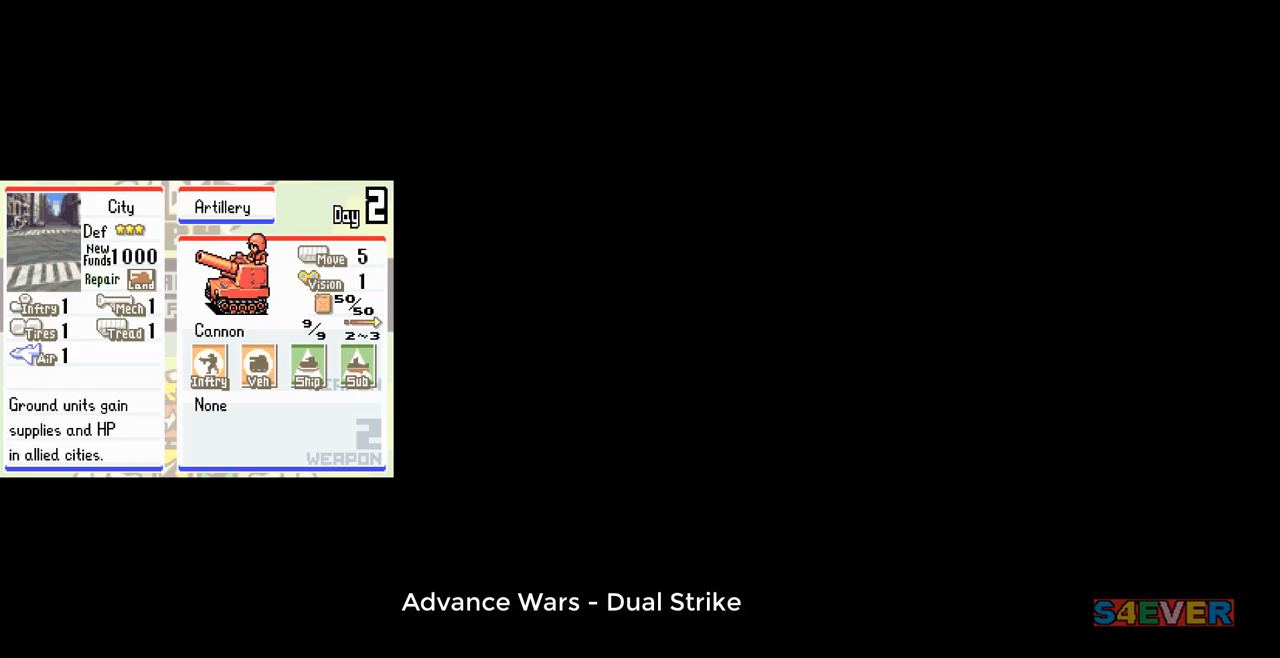 City
Def
New Funds 1000
Repair Land
Inftry 1
Mech 1
Tires 1
Tread 1
Air 1
Ground units gain
supplies and HP
in allied cities.
Artillery
Day 2
Move 5
Vision 1
50/50
Cannon
9/9
2~3
Inftry
Veh
Ship
Sub
None
2
WEAPON
Advance Wars - Dual Strike
S4EVER